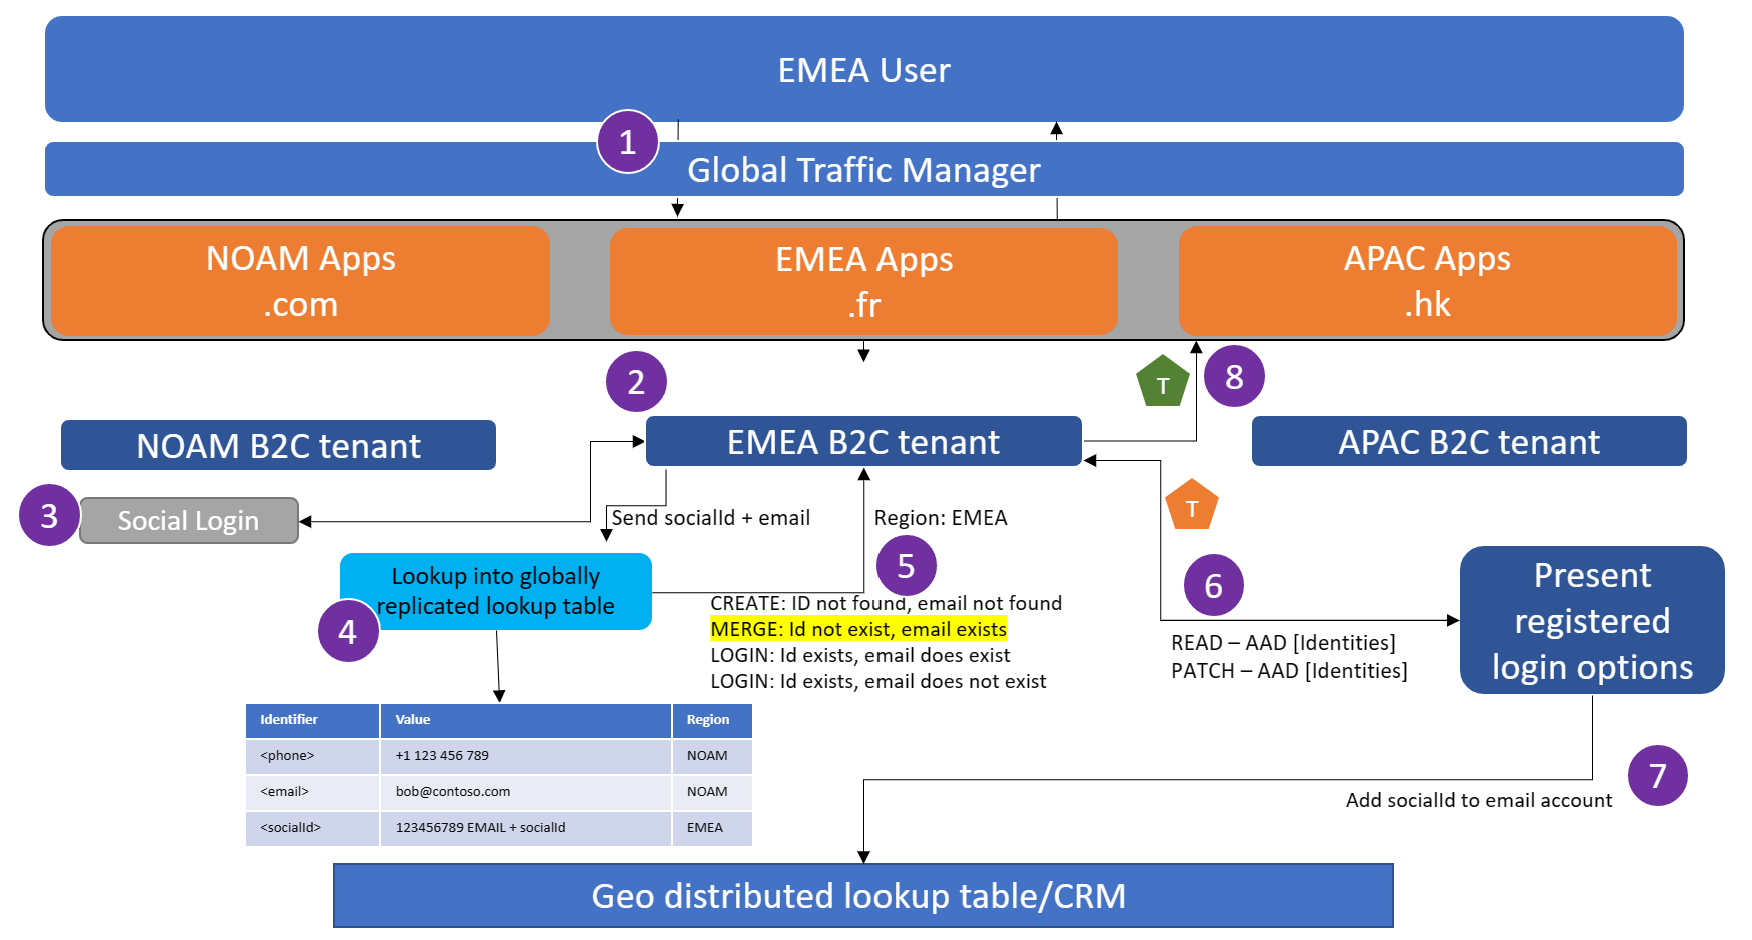 EMEA User
1
Global Traffic Manager
NOAM Apps
.com
EMEA Apps
.fr
APAC Apps
.hk
2
T
8
NOAM B2C tenant
EMEA B2C tenant
APAC B2C tenant
3
Social Login
Send socialId + email
Region: EMEA
T
Lookup into globally
replicated lookup table
4
5
CREATE: ID not found, email not found
MERGE: Id not exist, email exists
LOGIN: Id exists, email does exist
LOGIN: Id exists, email does not exist
6
READ – AAD [Identities]
PATCH – AAD [Identities]
Present
registered
login options
Identifier Value Region
<phone> +1 123 456 789 NOAM
<email> bob@contoso.com NOAM
<socialId> 123456789 EMAIL + socialId EMEA
7
Add socialId to email account
Geo distributed lookup table/CRM